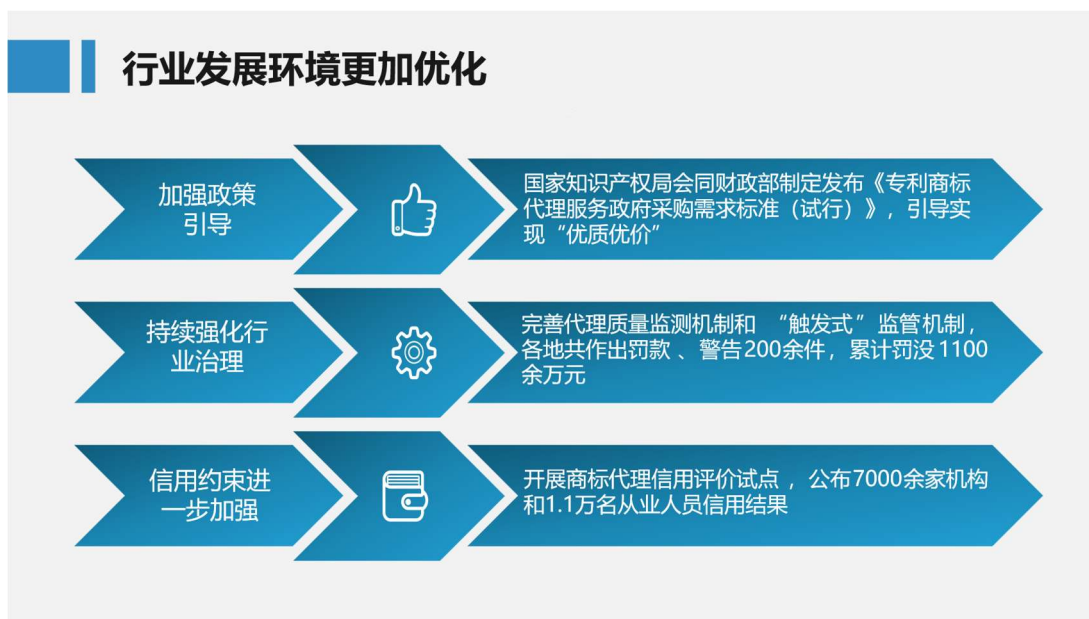 行业发展环境更加优化
加强政策
引导
国家知识产权局会同财政部制定发布《专利商标
代理服务政府采购需求标准（试行）》，引导实
现“优质优价”
持续强化行
业治理
完善代理质量监测机制和 “触发式”监管机制，
各地共作出罚款、警告200余件，累计罚没1100
余万元
信用约束进
一步加强
开展商标代理信用评价试点，公布7000余家机构
和1.1万名从业人员信用结果